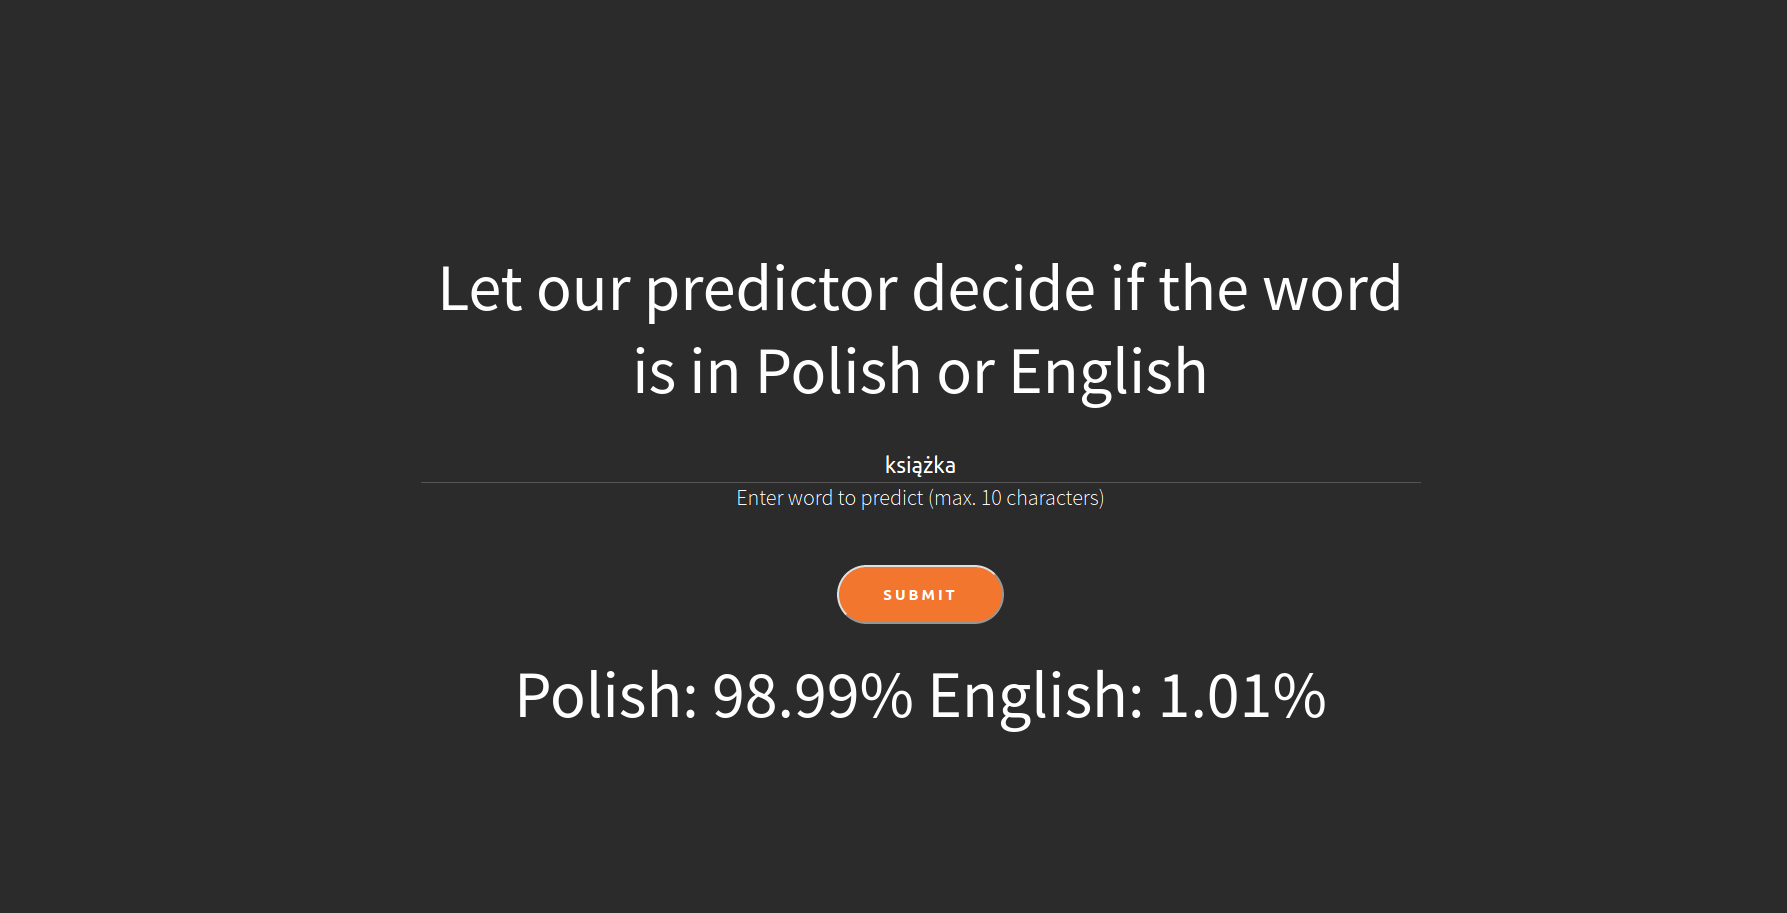 Let our predictor decide if the word
is in Polish or English
książka
Enter word to predict (max. 10 characters)
SUBMIT
Polish: 98.99% English: 1.01%